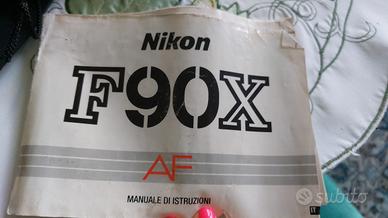 Nikon
F90X
AF
MANUALE DI ISTRUZIONI
subito